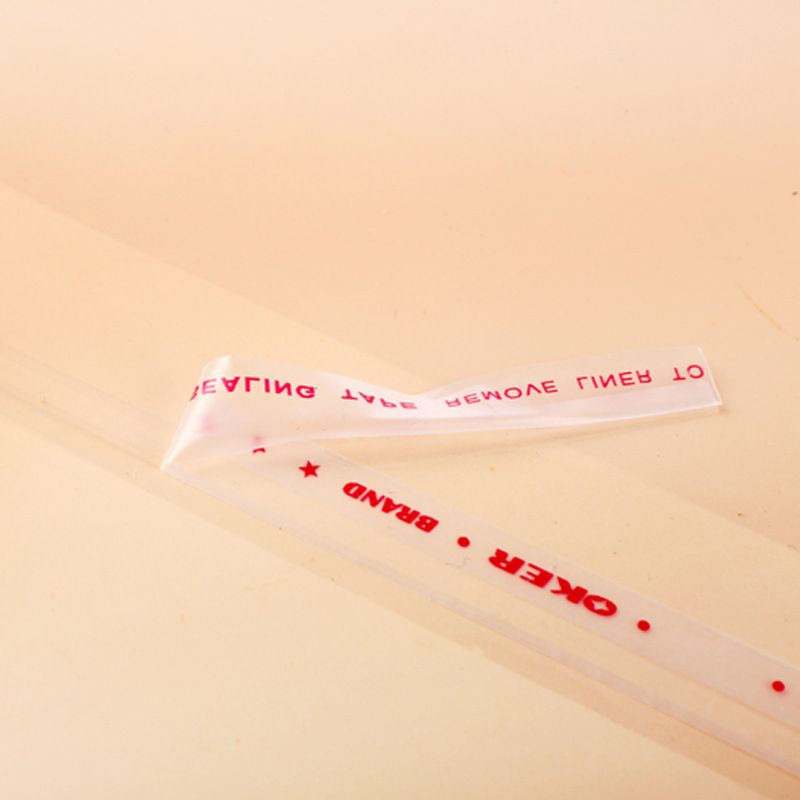 SEALING TAPE REMOVE LINER TO
★ BRAND • OKER •